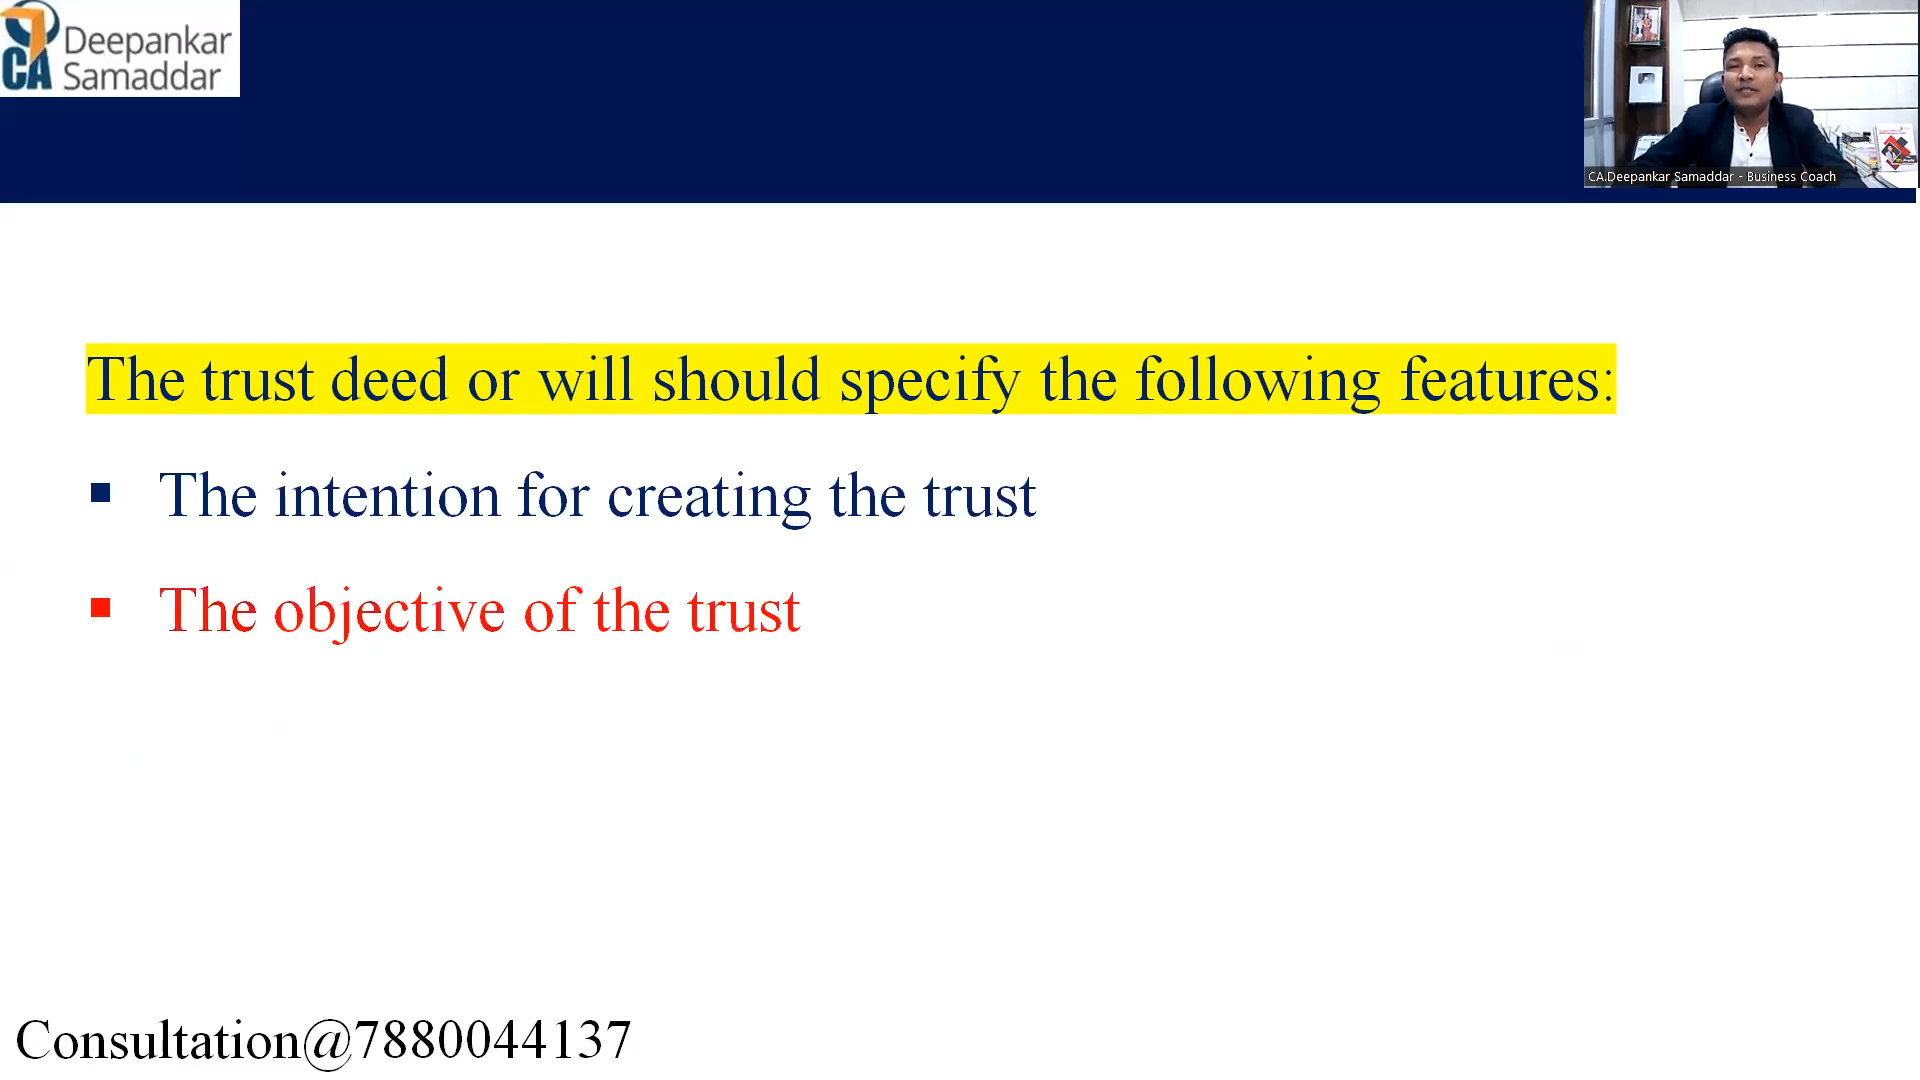 CA Deepankar
Samaddar
CA.Deepankar Samaddar - Business Coach
The trust deed or will should specify the following features:
▪ The intention for creating the trust
▪ The objective of the trust
Consultation@7880044137